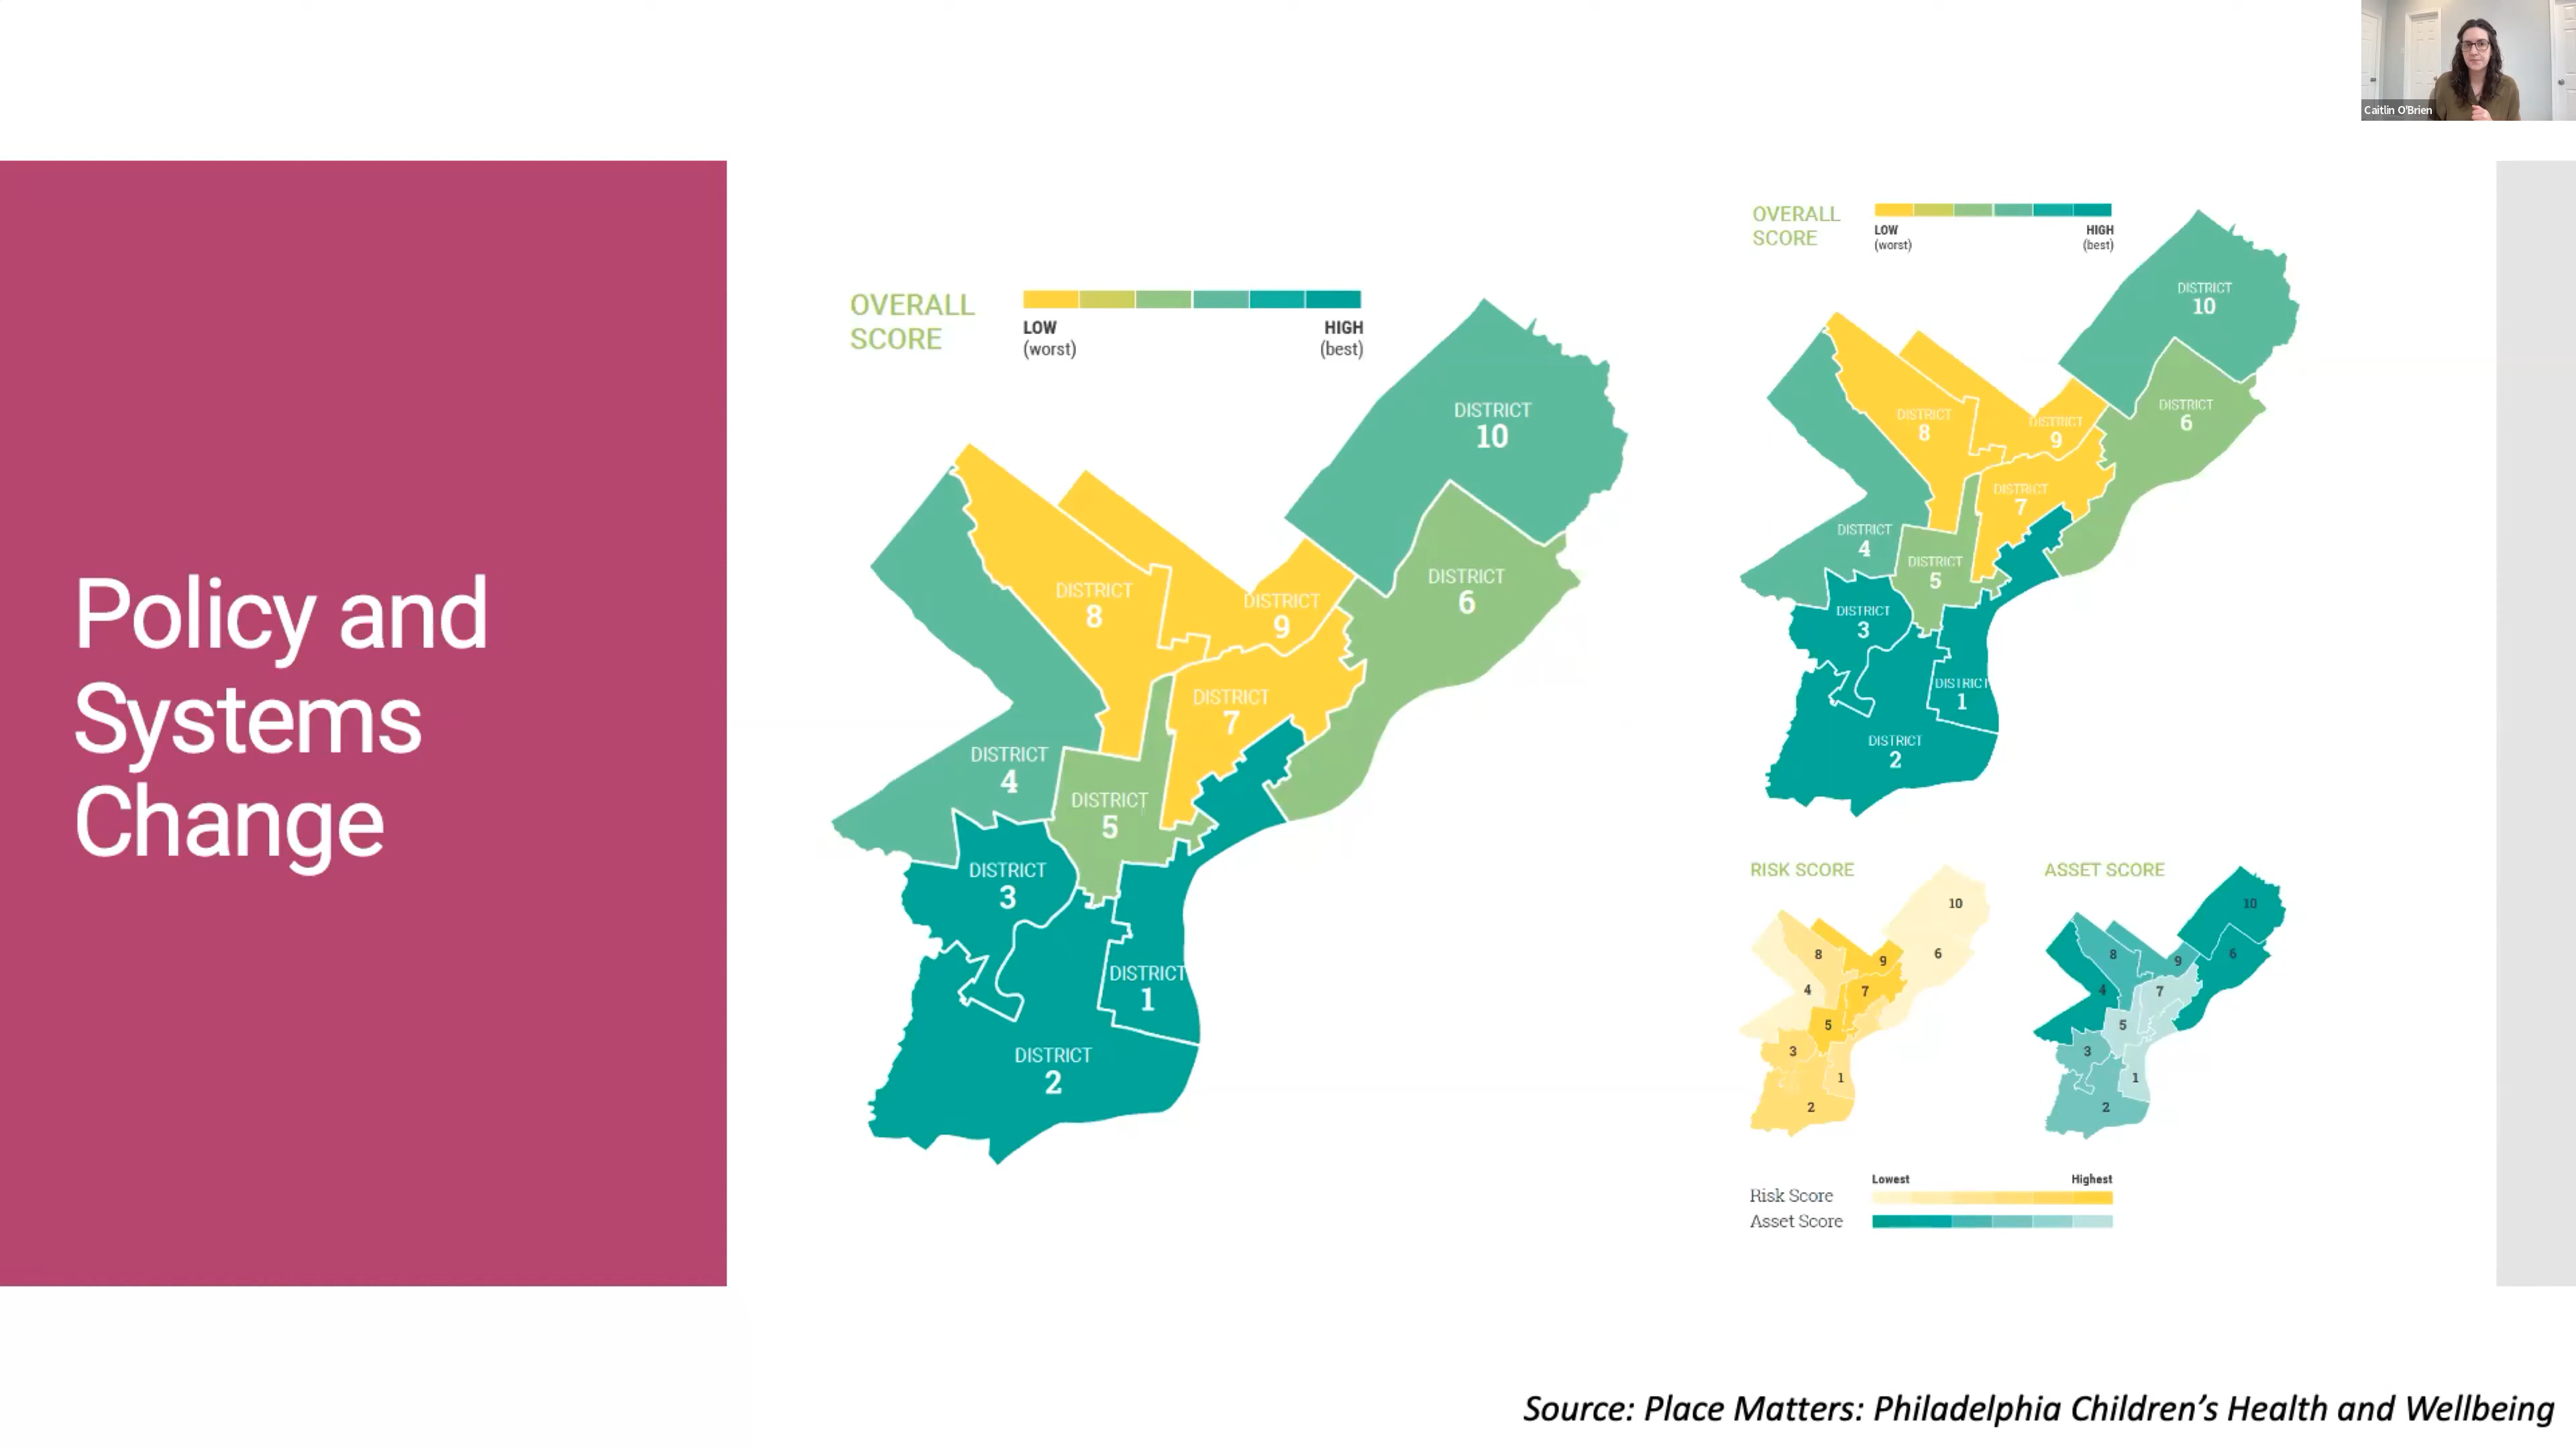 Caitlin O'Brien
Policy and
Systems
Change
OVERALL
SCORE
LOW
(worst)
HIGH
(best)
DISTRICT
10
DISTRICT
6
DISTRICT
8
DISTRICT
9
DISTRICT
7
DISTRICT
4
DISTRICT
5
DISTRICT
3
DISTRICT
1
DISTRICT
2
OVERALL
SCORE
LOW
(worst)
HIGH
(best)
DISTRICT
10
DISTRICT
6
DISTRICT
8
DISTRICT
9
DISTRICT
7
DISTRICT
4
DISTRICT
5
DISTRICT
3
DISTRICT
1
DISTRICT
2
RISK SCORE
10
8
9
6
4
7
5
3
1
2
ASSET SCORE
10
8
9
6
4
7
5
3
1
2
Lowest
Highest
Risk Score
Asset Score
Source: Place Matters: Philadelphia Children's Health and Wellbeing